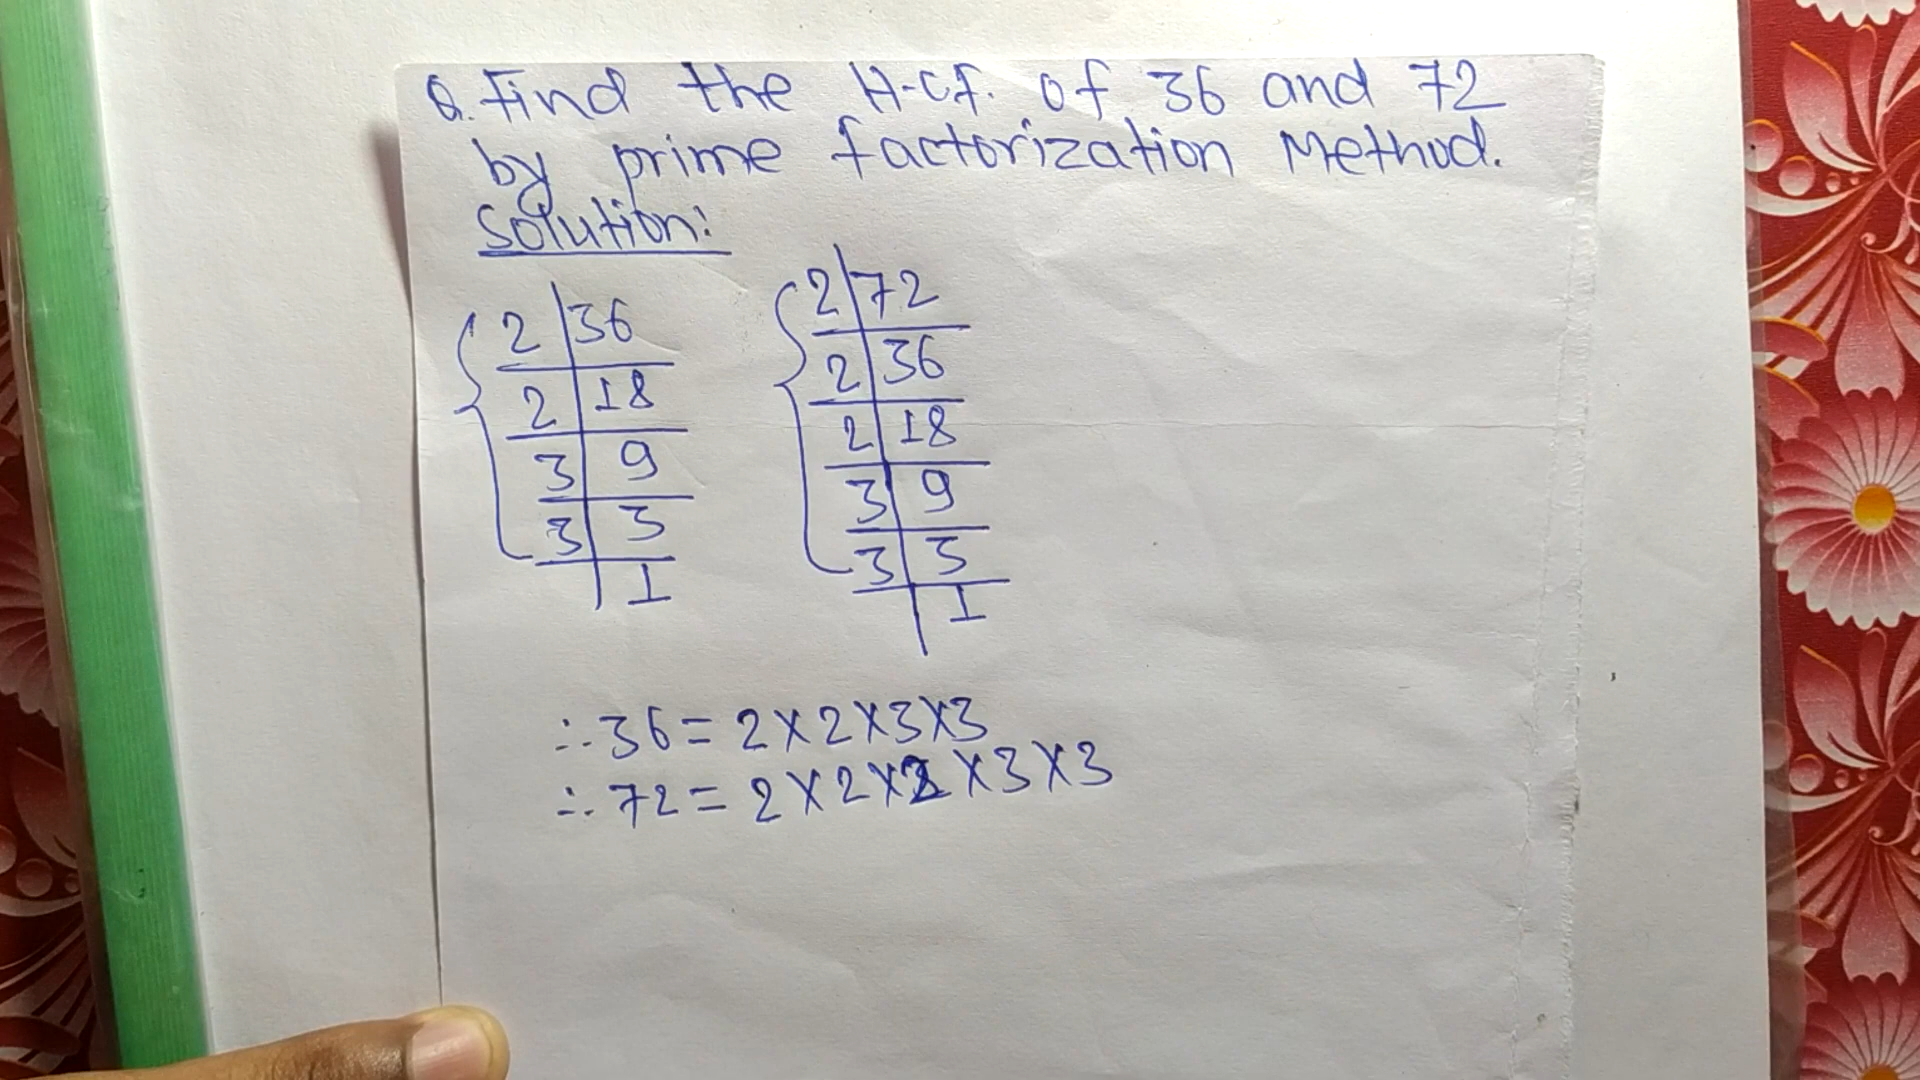 Q. Find the H.C.F. of 36 and 72
by prime factorization Method.
Solution:
2 | 36
2 | 18
3 | 9
3 | 3
| 1
2 | 72
2 | 36
2 | 18
3 | 9
3 | 3
| 1
∴ 36 = 2 × 2 × 3 × 3
∴ 72 = 2 × 2 × 2 × 3 × 3